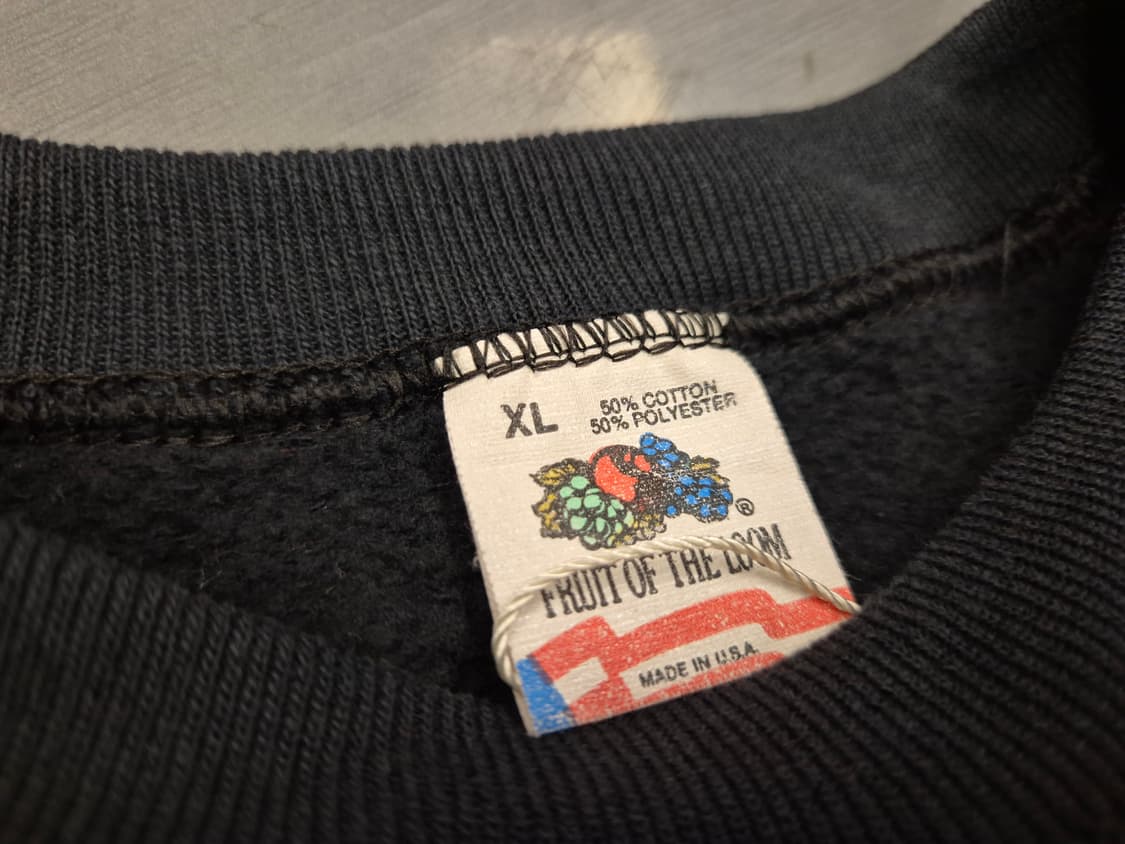 XL
50% COTTON
50% POLYESTER
®
FRUIT OF THE LOOM
MADE IN U.S.A.